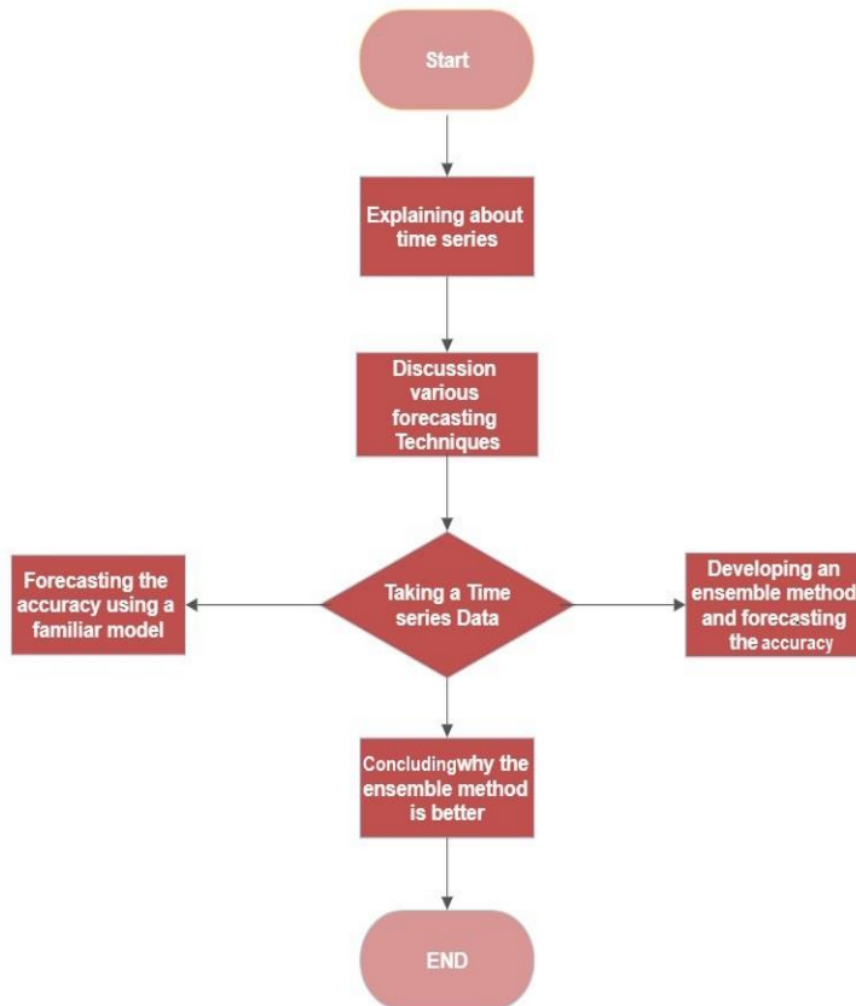 Start
Explaining about
time series
Discussion
various
forecasting
Techniques
Forecasting the
accuracy using a
familiar model
Taking a Time
series Data
Developing an
ensemble method
and forecasting
the accuracy
Concludingwhy the
ensemble method
is better
END